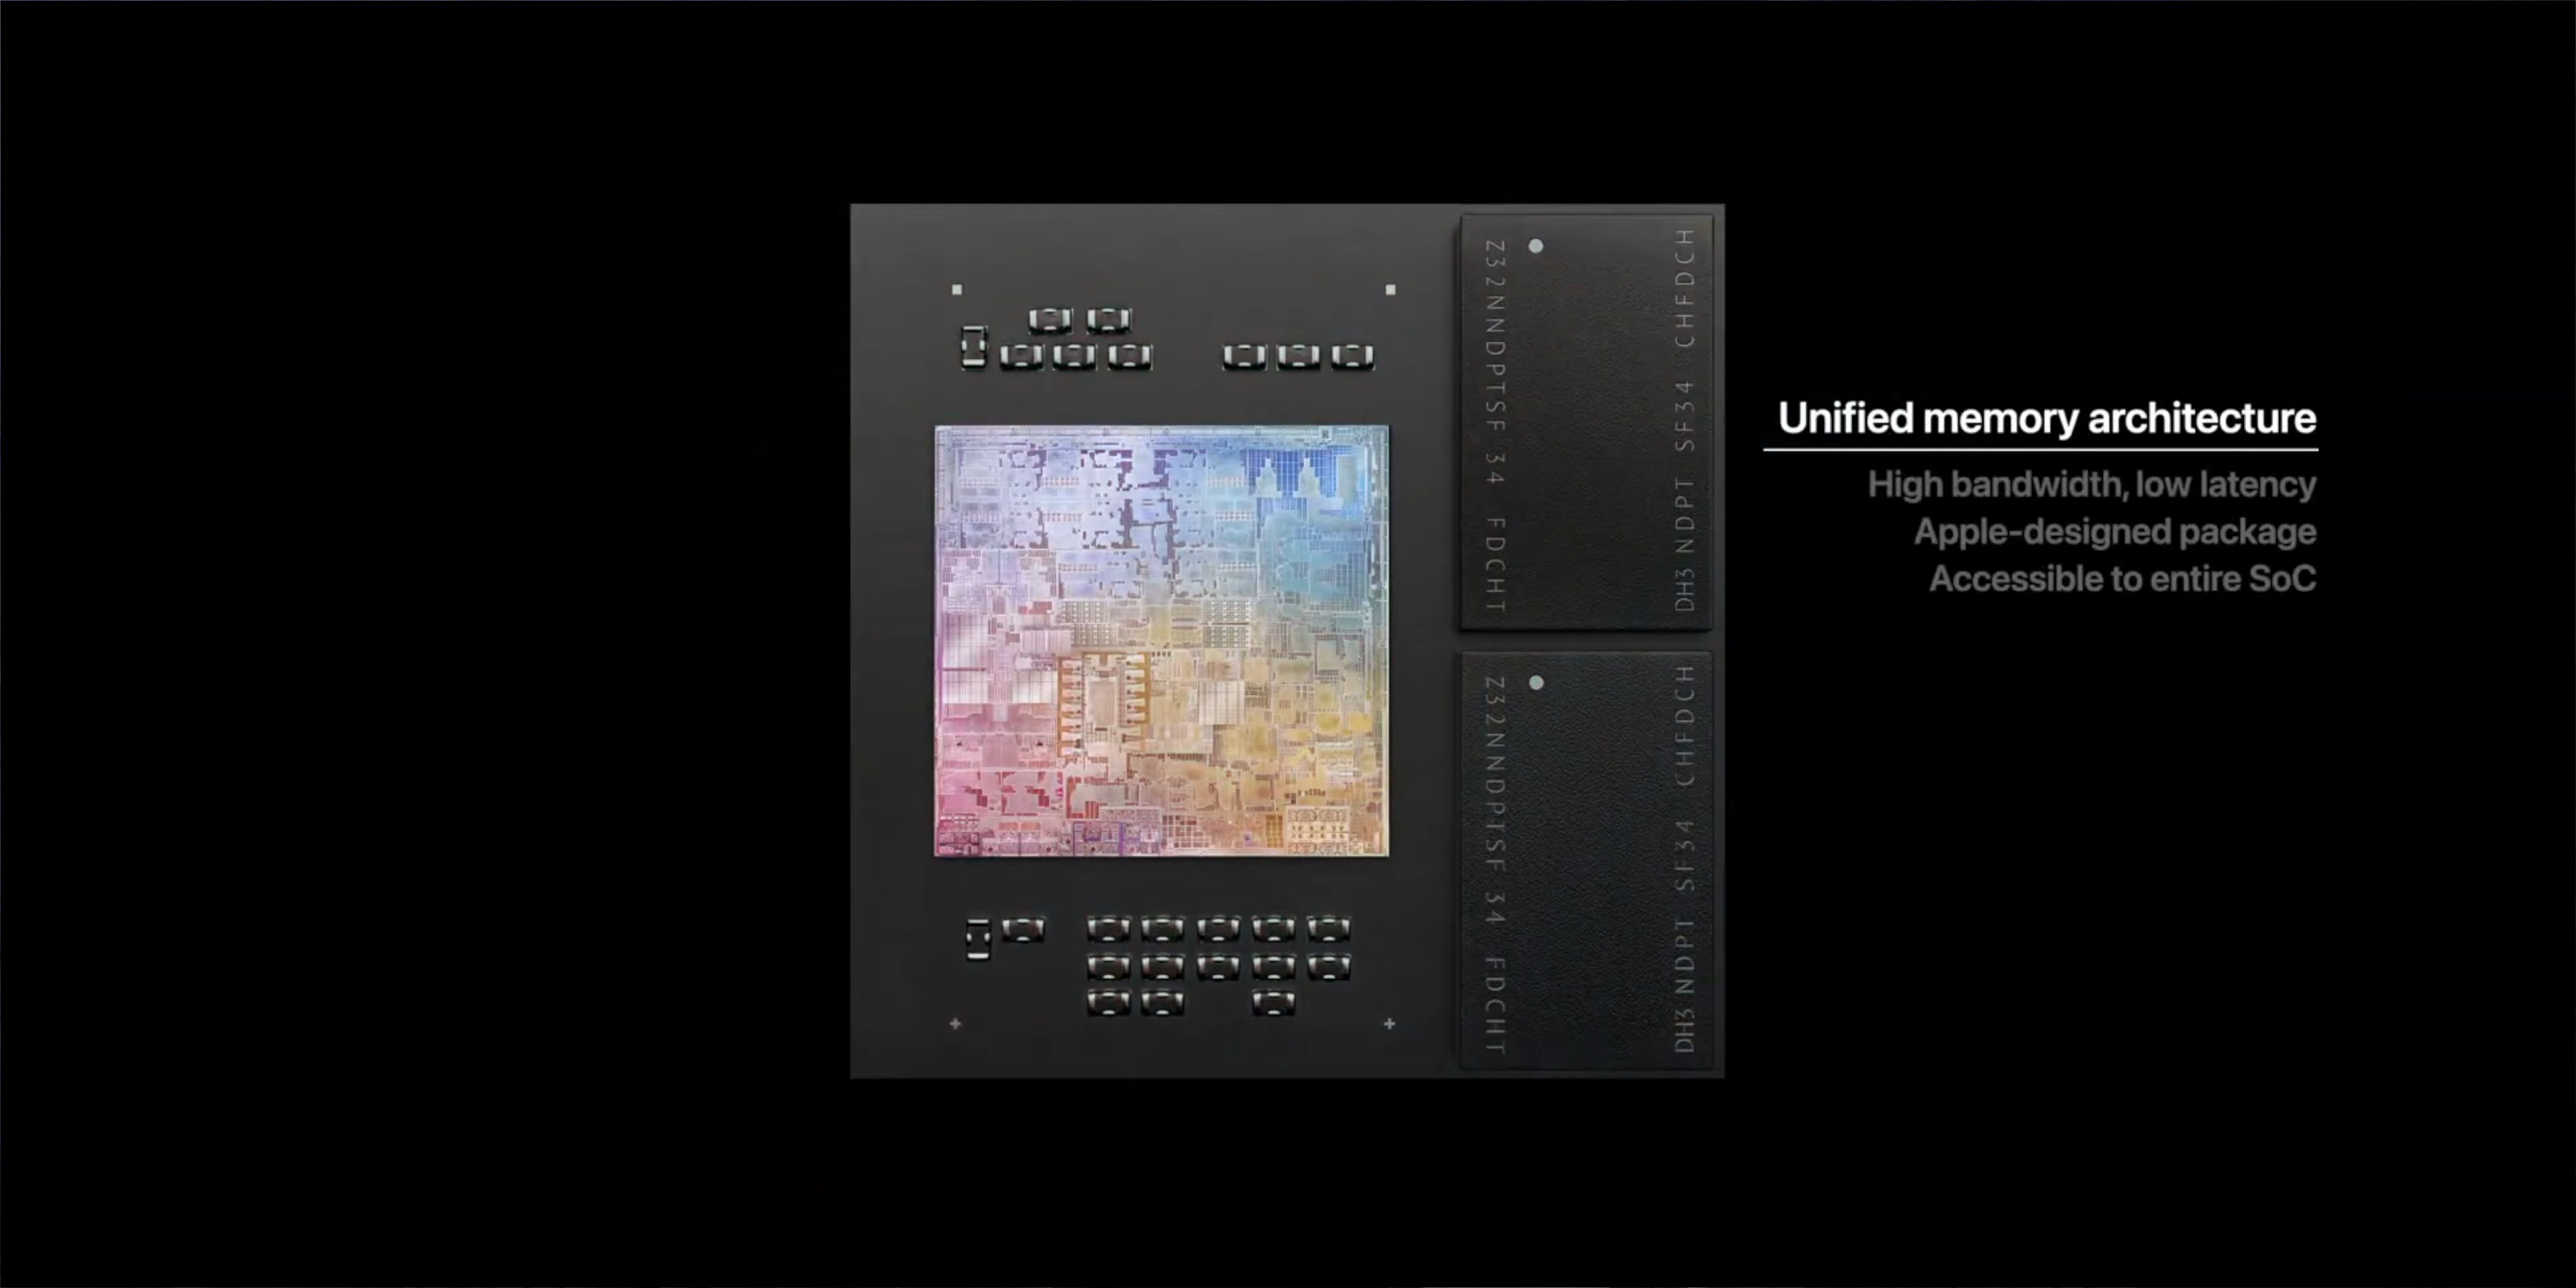 Z32NNDPTSF 34 FDCHT
DH3 NDPT SF34 CHFDCH
Unified memory architecture
High bandwidth, low latency
Apple-designed package
Accessible to entire SoC
Z32NNDPTSF 34 FDCHT
DH3 NDPT SF34 CHFDCH